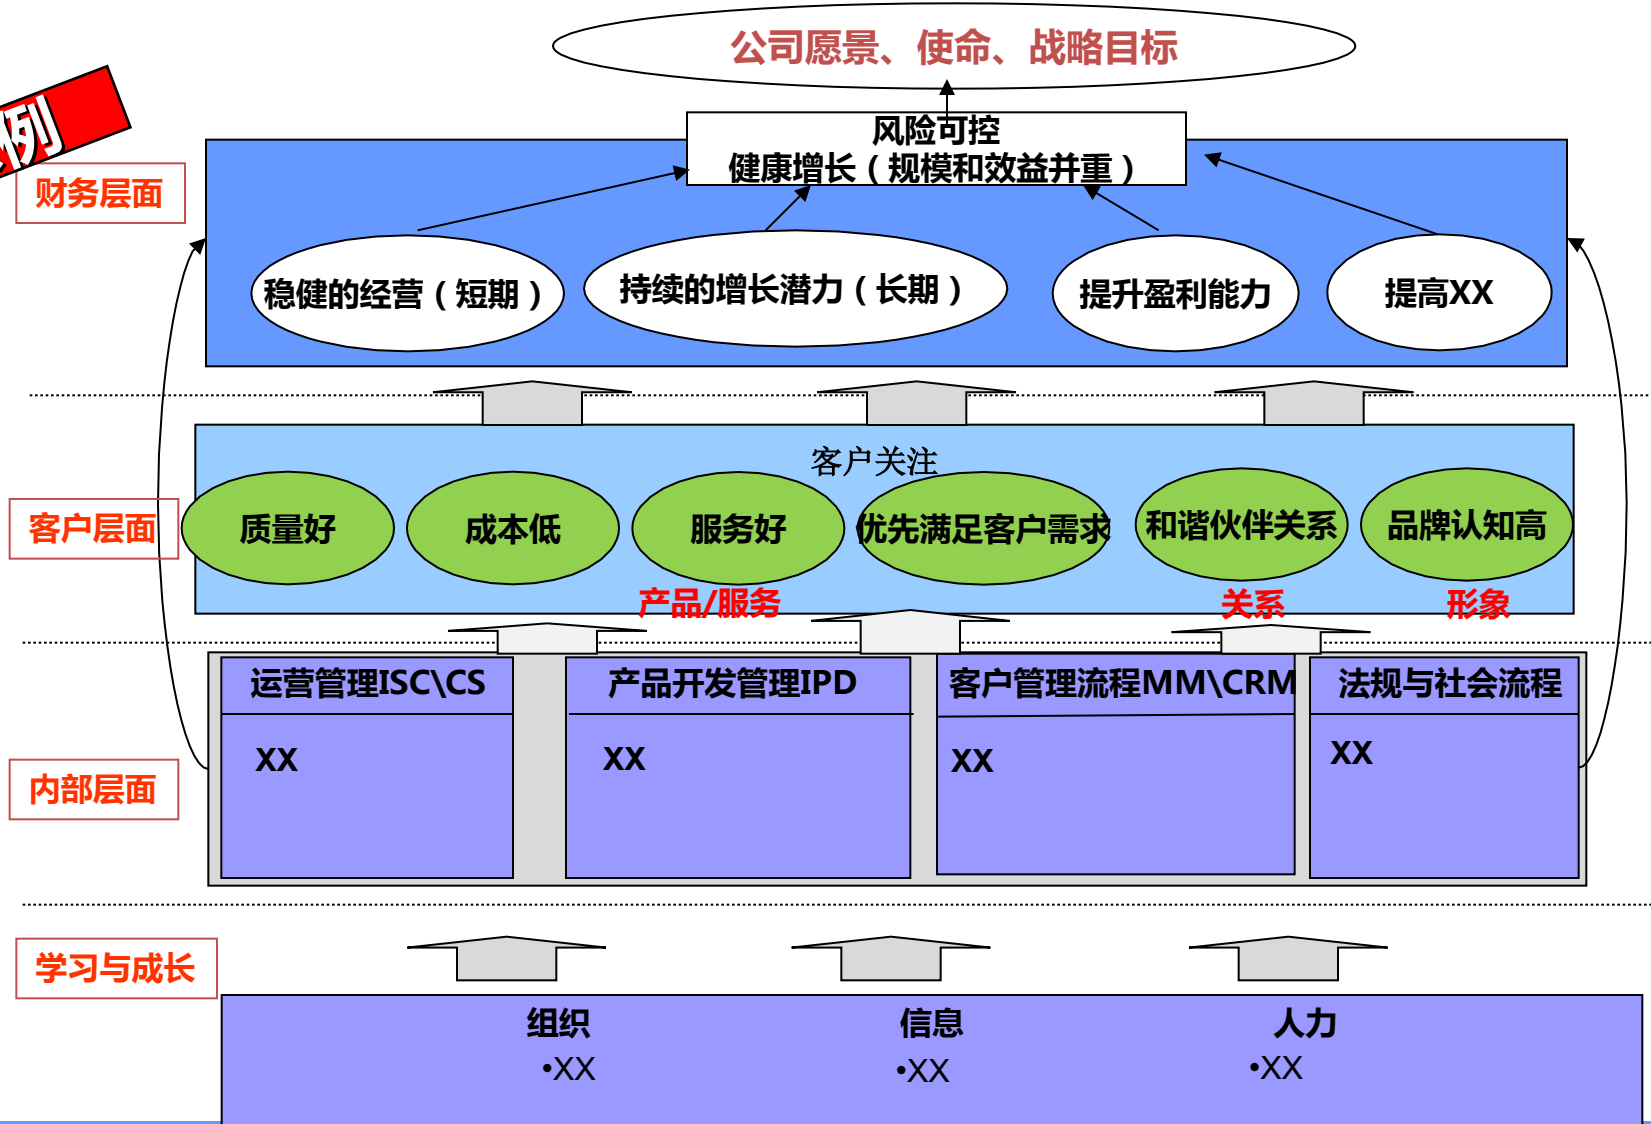 公司愿景、使命、战略目标
例
风险可控
健康增长（规模和效益并重）
财务层面
稳健的经营（短期）
持续的增长潜力（长期）
提升盈利能力
提高XX
客户关注
客户层面
质量好
成本低
服务好
优先满足客户需求
和谐伙伴关系
品牌认知高
产品/服务
关系
形象
运营管理ISC\CS
产品开发管理IPD
客户管理流程MM\CRM
法规与社会流程
XX
XX
XX
XX
内部层面
学习与成长
组织
信息
人力
•XX
•XX
•XX